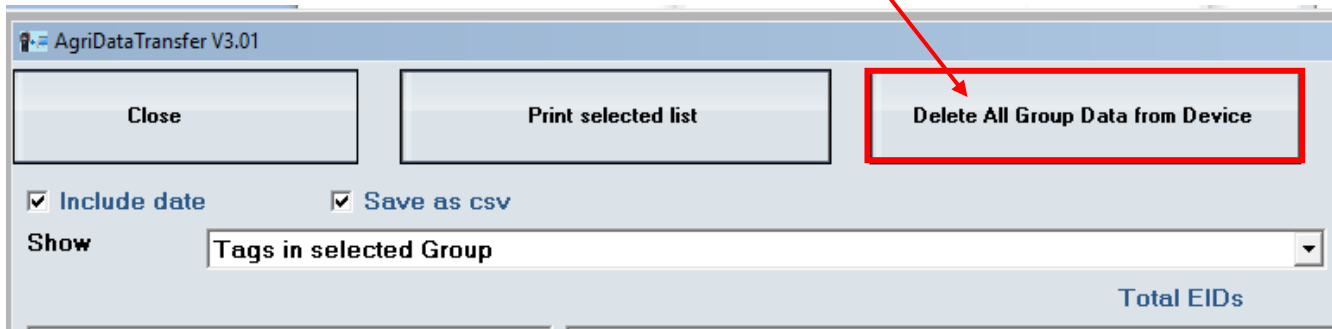 AgriDataTransfer V3.01
Close
Print selected list
Delete All Group Data from Device
Include date
Save as csv
Show
Tags in selected Group
Total EIDs